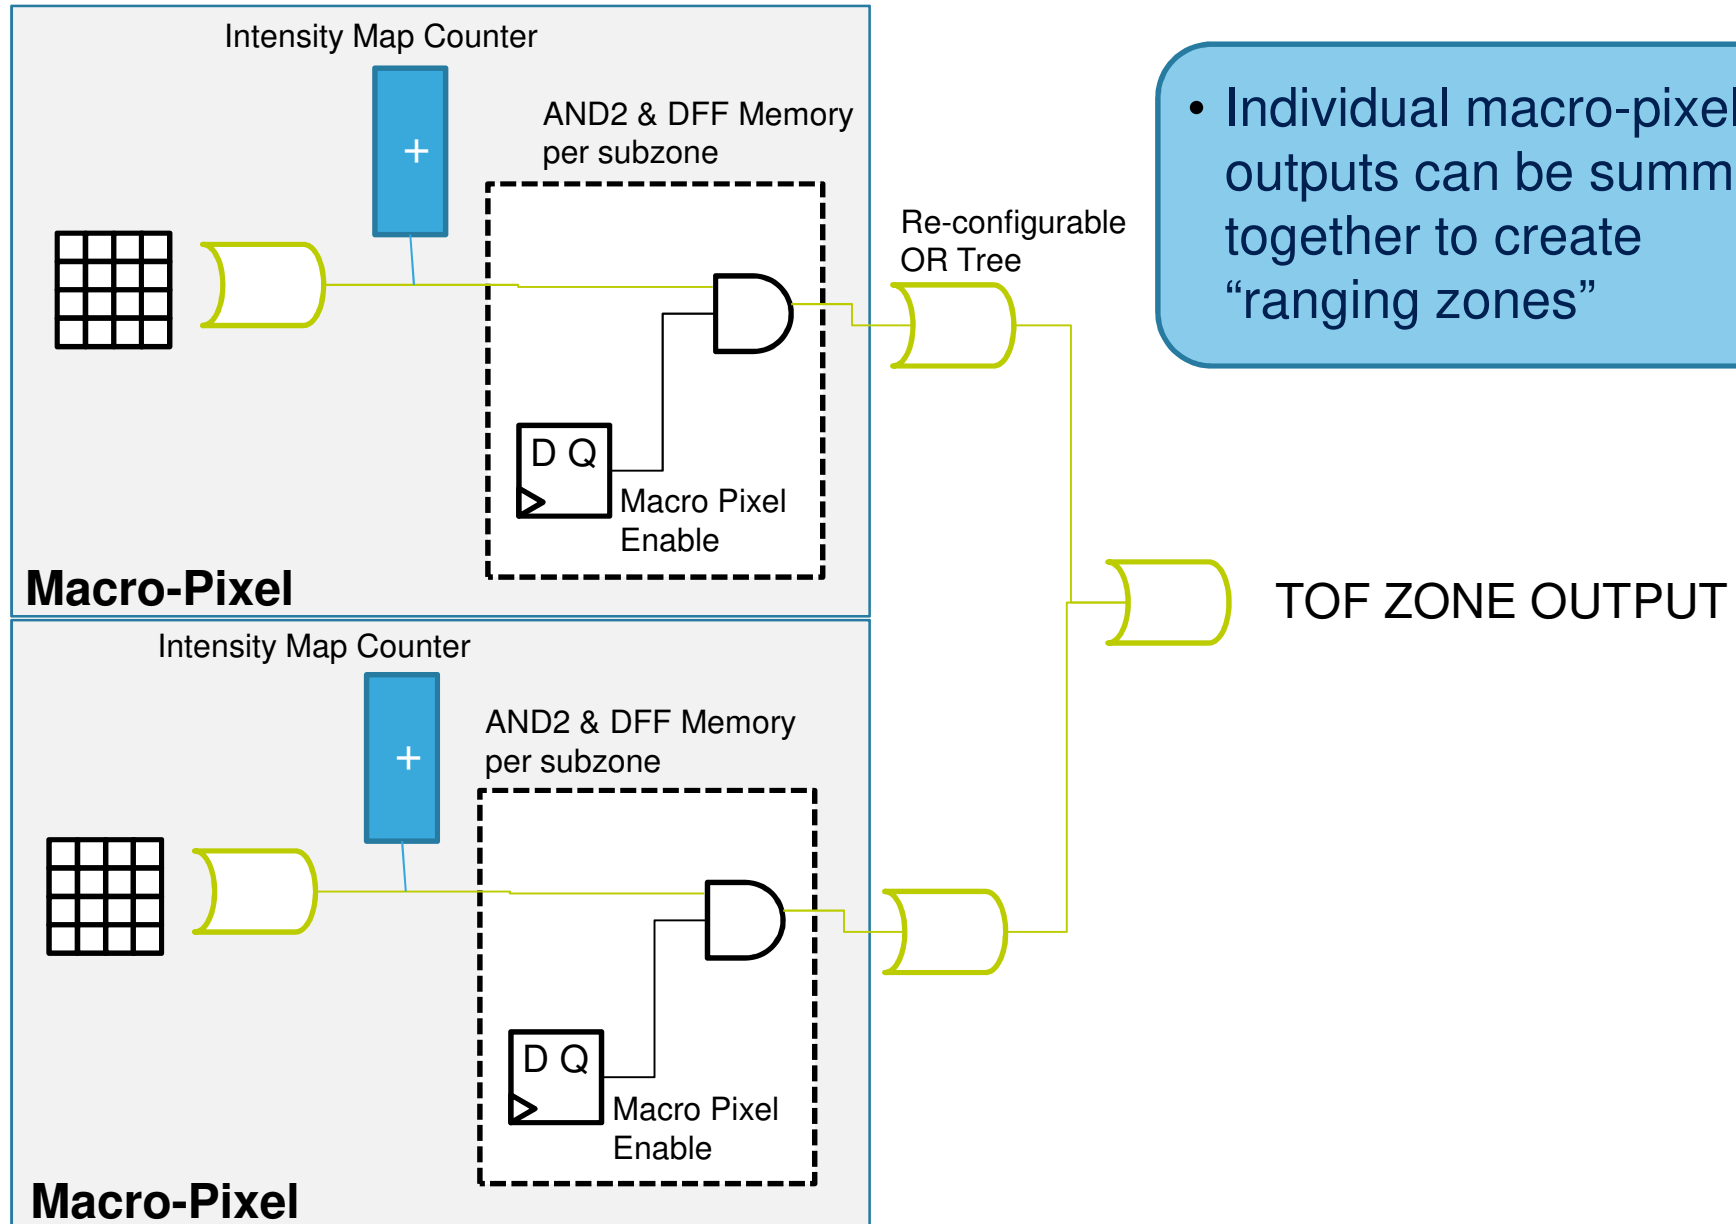 Intensity Map Counter
+
AND2 & DFF Memory
per subzone
D Q
Macro Pixel
Enable
Macro-Pixel
Re-configurable
OR Tree
• Individual macro-pixel
outputs can be summ
together to create
“ranging zones”
TOF ZONE OUTPUT
Intensity Map Counter
+
AND2 & DFF Memory
per subzone
D Q
Macro Pixel
Enable
Macro-Pixel